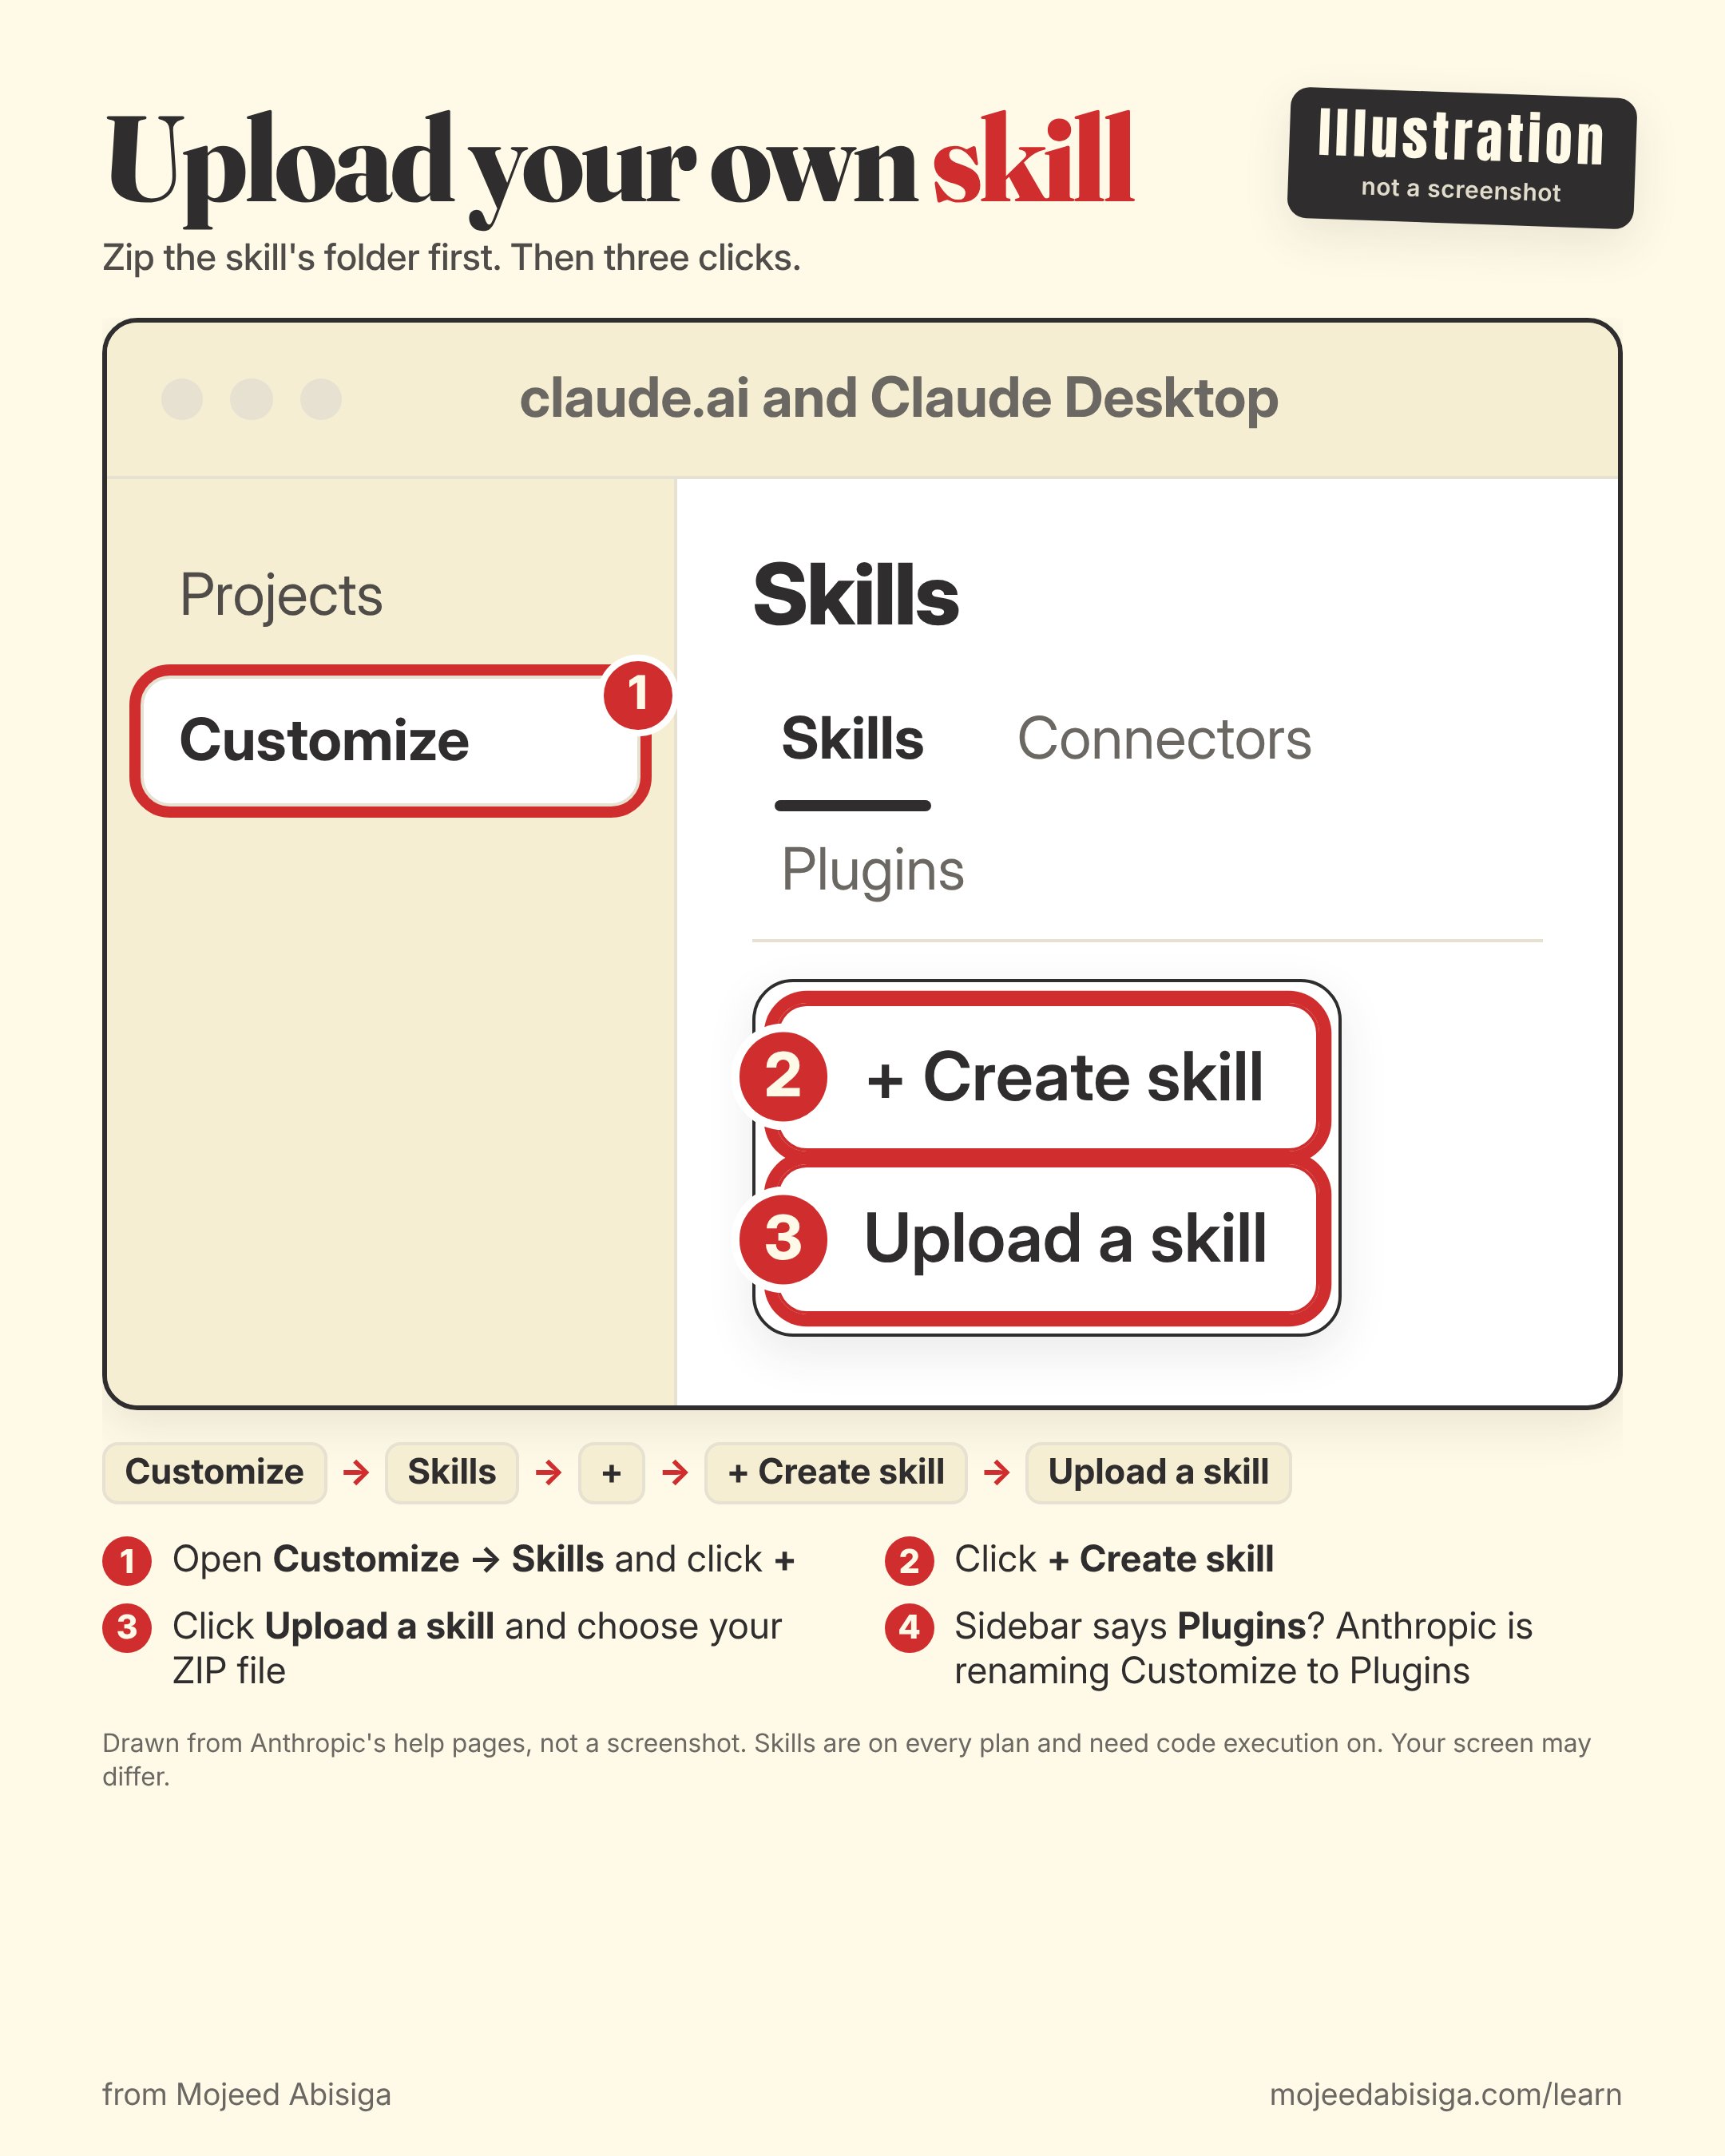 Upload your own skill
Illustration
not a screenshot
Zip the skill's folder first. Then three clicks.
claude.ai and Claude Desktop
Projects
Customize
1
Skills
Skills Connectors
Plugins
2 + Create skill
3 Upload a skill
Customize → Skills → + → + Create skill → Upload a skill
1 Open Customize → Skills and click +
2 Click + Create skill
3 Click Upload a skill and choose your
ZIP file
4 Sidebar says Plugins? Anthropic is
renaming Customize to Plugins
Drawn from Anthropic's help pages, not a screenshot. Skills are on every plan and need code execution on. Your screen may
differ.
from Mojeed Abisiga
mojeedabisiga.com/learn